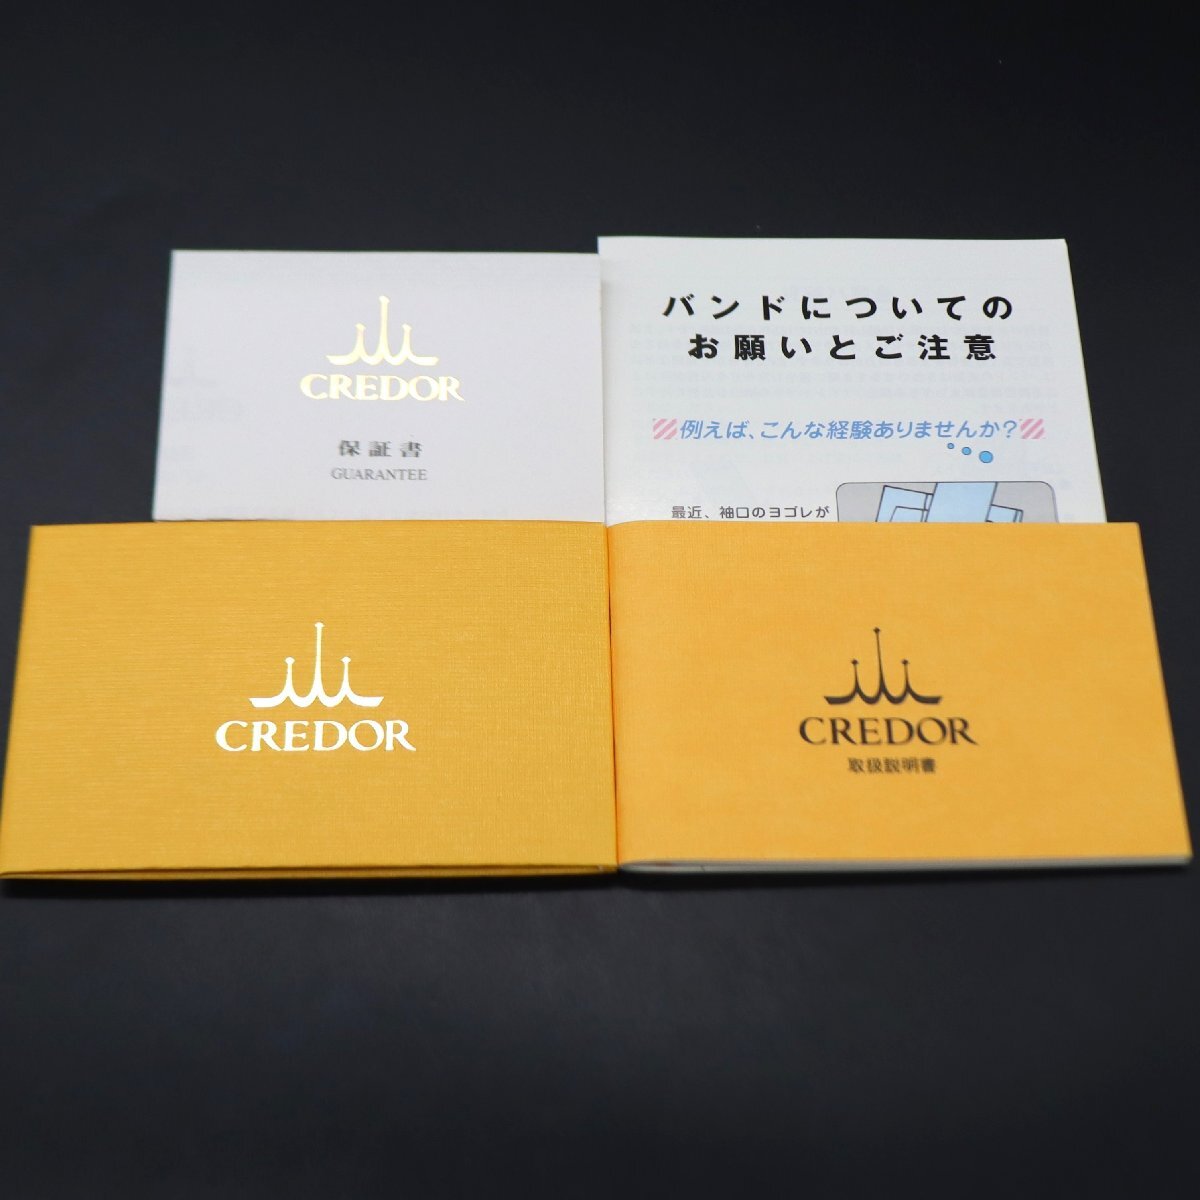 CREDOR
保証書
GUARANTEE
バンドについての
お願いとご注意
例えば、こんな経験ありませんか?
最近、袖口のヨゴレが
CREDOR
CREDOR
取扱説明書